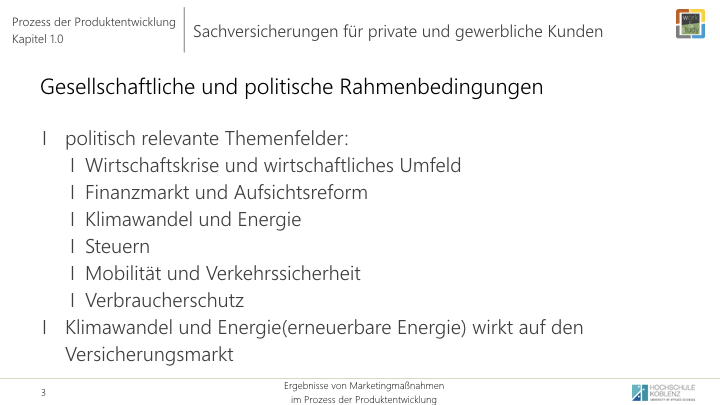 Prozess der Produktentwicklung
Kapitel 1.0
Sachversicherungen für private und gewerbliche Kunden
work
study
Gesellschaftliche und politische Rahmenbedingungen
l politisch relevante Themenfelder:
l Wirtschaftskrise und wirtschaftliches Umfeld
l Finanzmarkt und Aufsichtsreform
l Klimawandel und Energie
l Steuern
l Mobilität und Verkehrssicherheit
l Verbraucherschutz
l Klimawandel und Energie(erneuerbare Energie) wirkt auf den
Versicherungsmarkt
3
Ergebnisse von Marketingmaßnahmen
im Prozess der Produktentwicklung
HOCHSCHULE
KOBLENZ
UNIVERSITY OF APPLIED SCIENCES